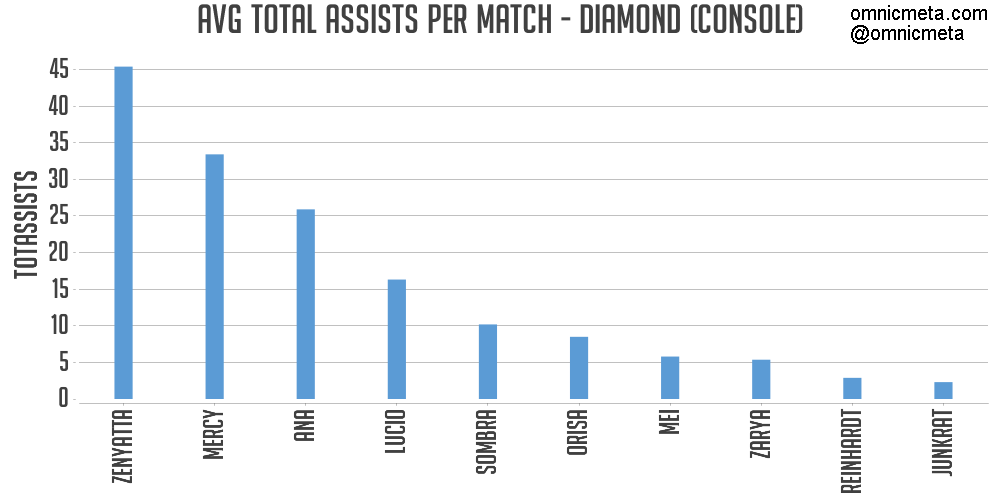 AVG TOTAL ASSISTS PER MATCH - DIAMOND (CONSOLE)
omnicmeta.com
@omnicmeta
TOTASSISTS
45
40
35
30
25
20
15
10
5
0
ZENYATTA
MERCY
ANA
LUCIO
SOMBRA
ORISA
MEI
ZARYA
REINHARDT
JUNKRAT